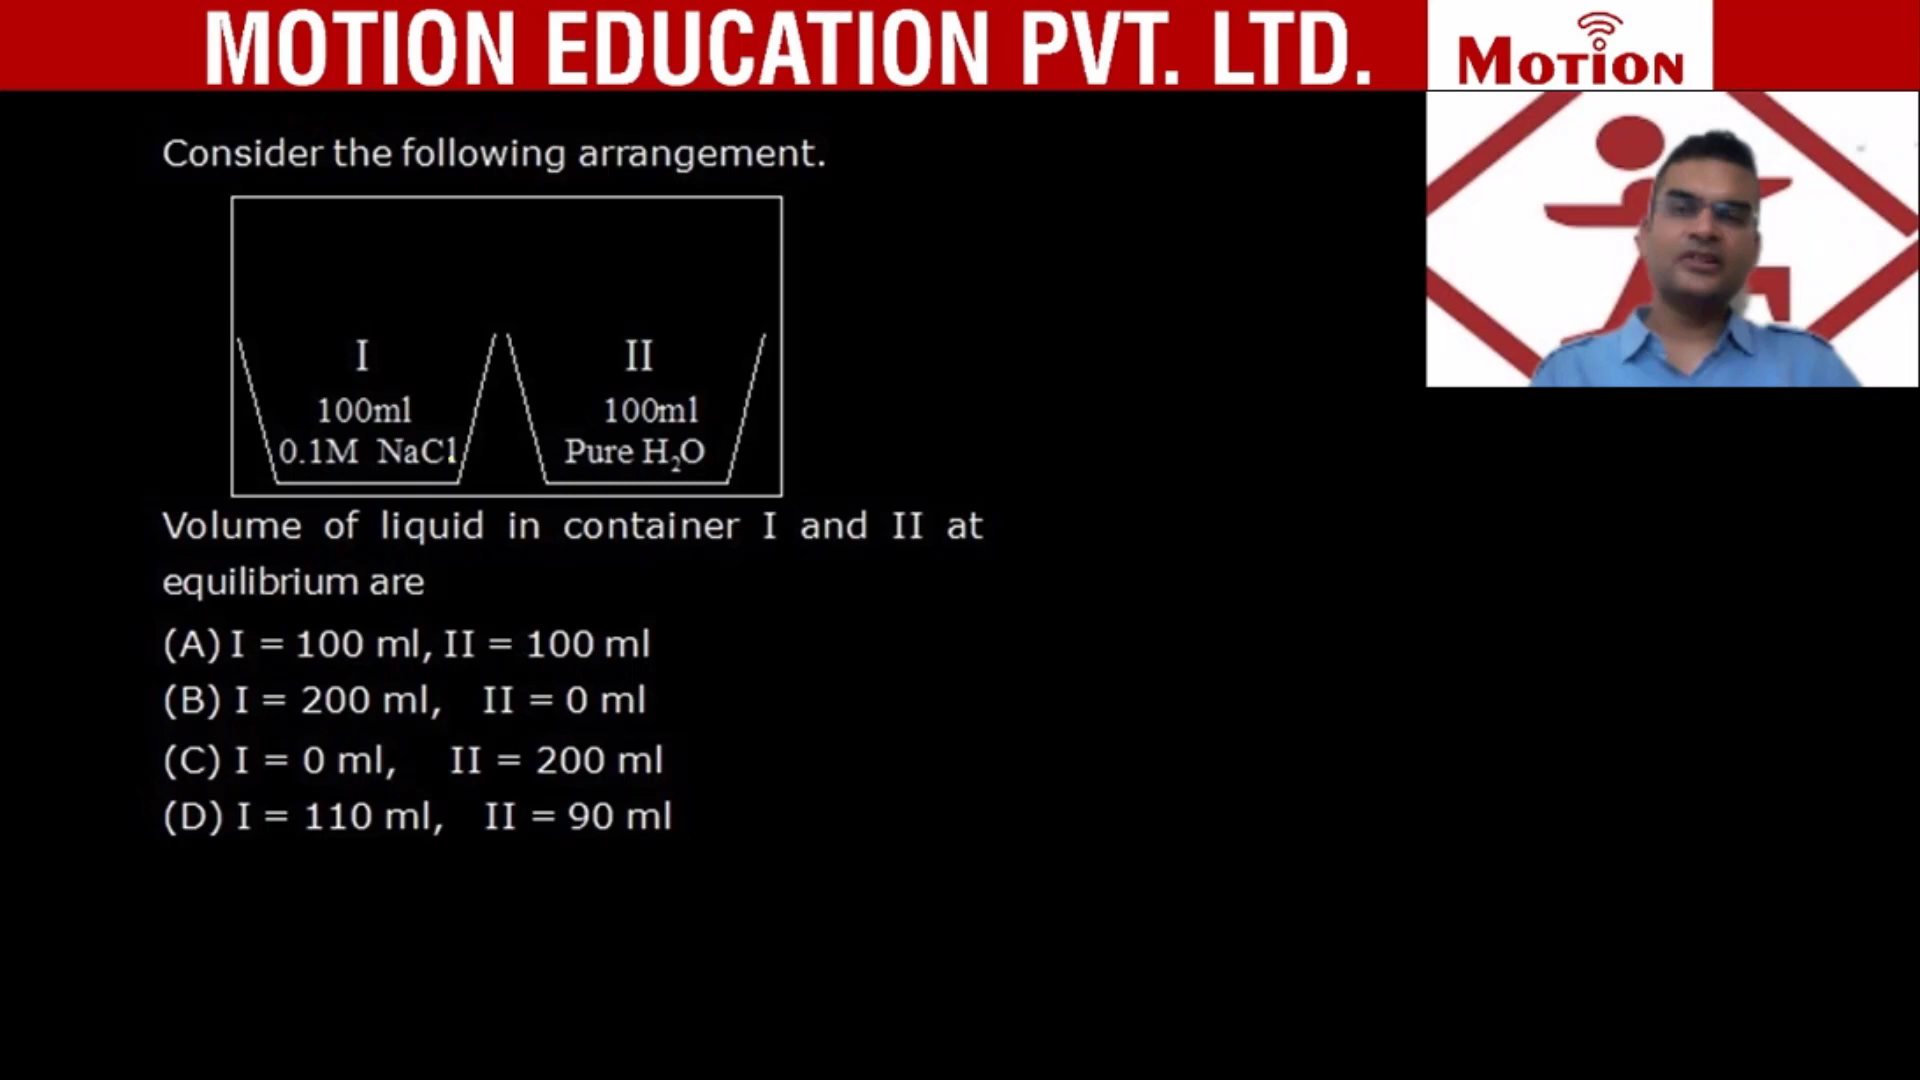 MOTION EDUCATION PVT. LTD.
MOTION
Consider the following arrangement.
I
II
100ml
100ml
0.1M NaCl
Pure H₂O
Volume of liquid in container I and II at
equilibrium are
(A) I = 100 ml, II = 100 ml
(B) I = 200 ml, II = 0 ml
(C) I = 0 ml, II = 200 ml
(D) I = 110 ml, II = 90 ml